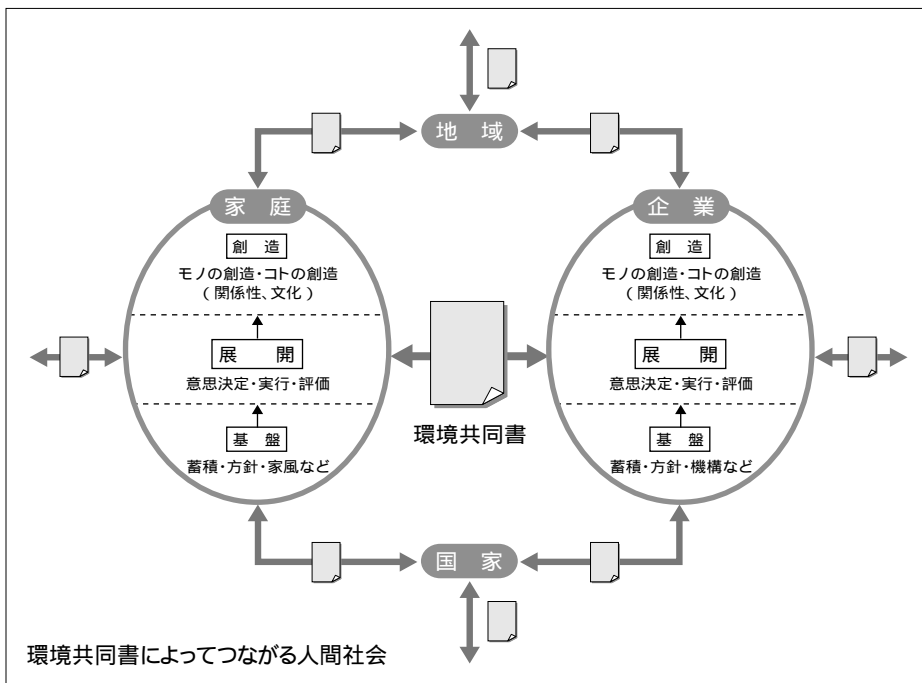 地 域
家 庭
創 造
モノの創造・コトの創造
（関係性、文化）
展 開
意思決定・実行・評価
基 盤
蓄積・方針・家風など
環境共同書
企 業
創 造
モノの創造・コトの創造
（関係性、文化）
展 開
意思決定・実行・評価
基 盤
蓄積・方針・機構など
国 家
環境共同書によってつながる人間社会